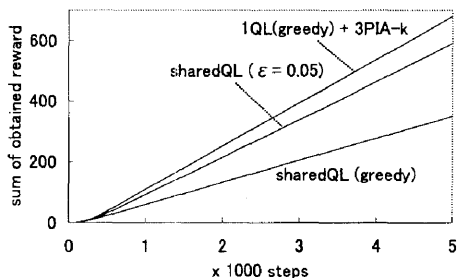 600
400
200
0
sum of obtained reward
1QL(greedy) + 3PIA-k
sharedQL ( ε = 0.05)
sharedQL (greedy)
0 1 2 3 4 5
x 1000 steps